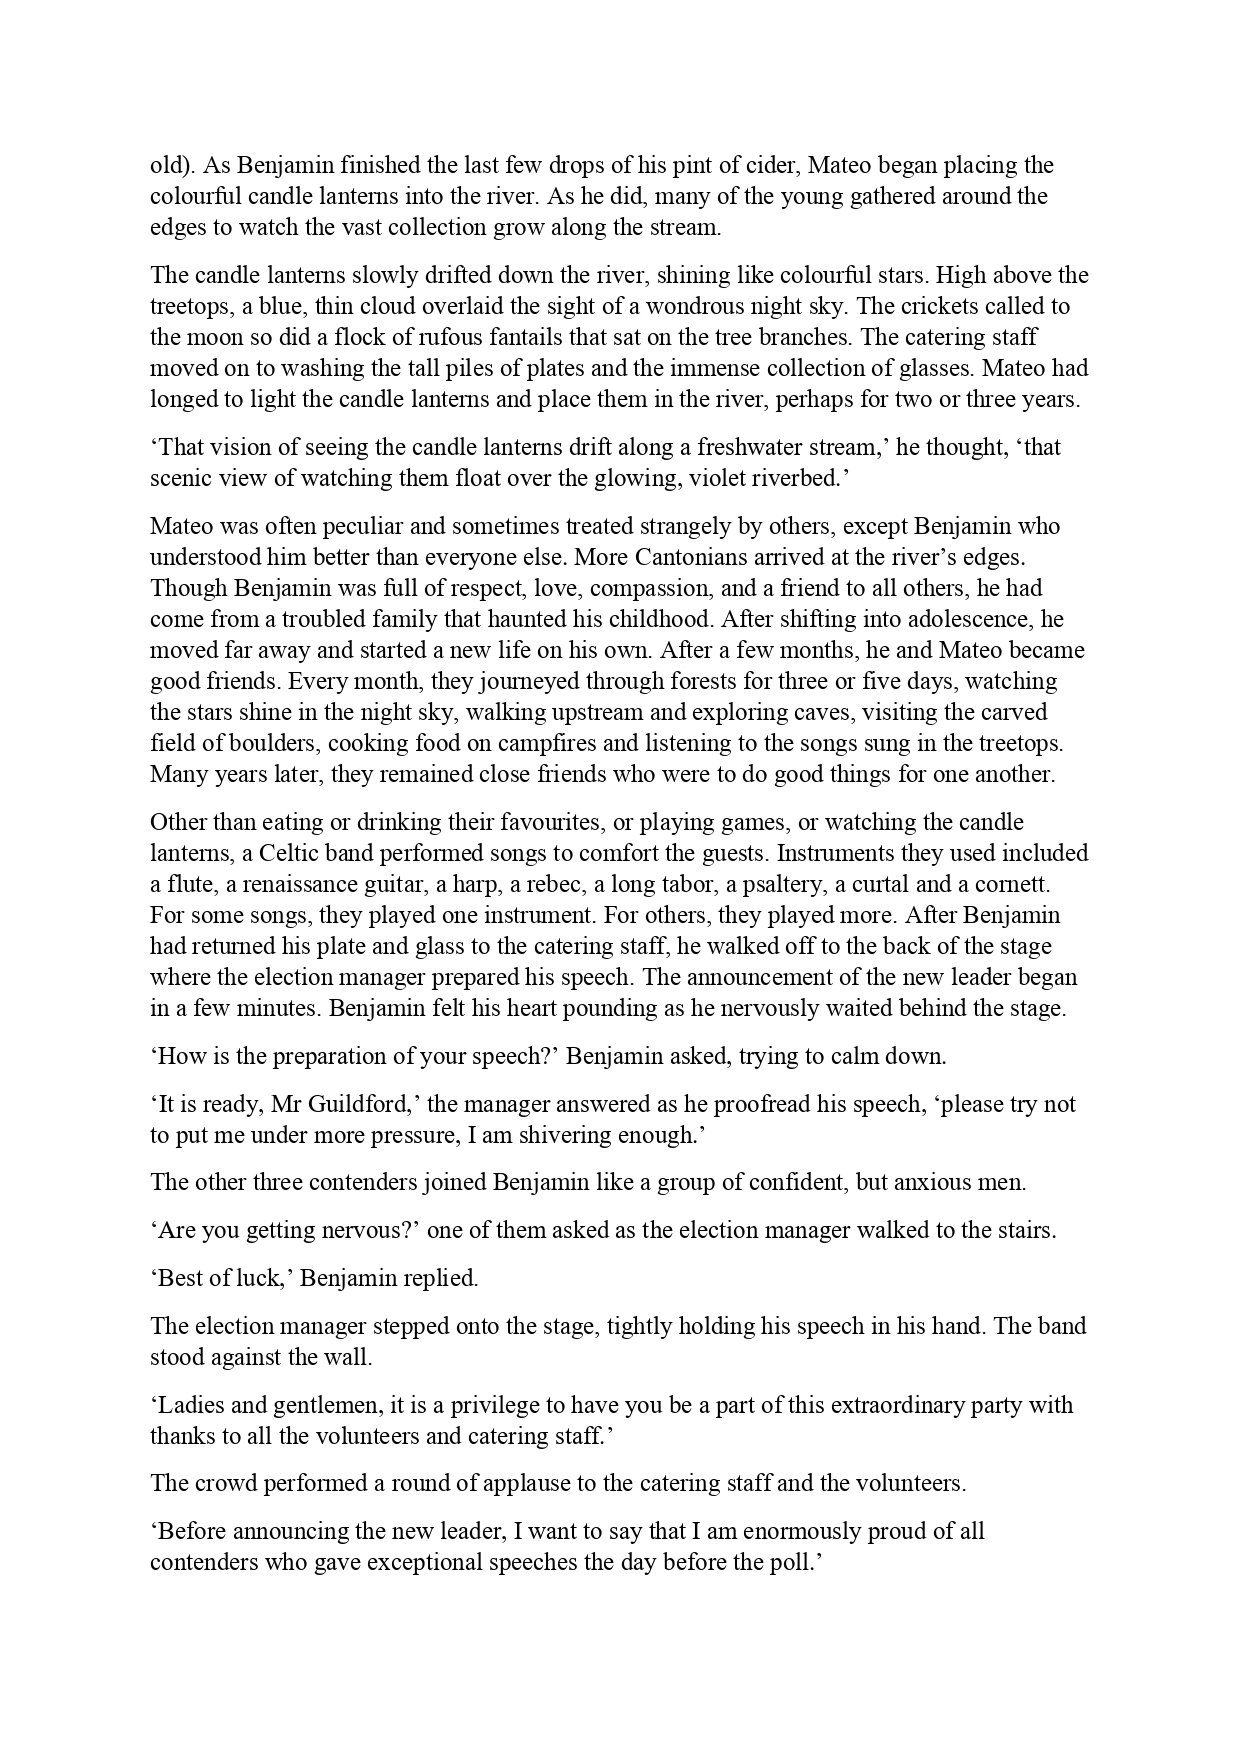 old). As Benjamin finished the last few drops of his pint of cider, Mateo began placing the
colourful candle lanterns into the river. As he did, many of the young gathered around the
edges to watch the vast collection grow along the stream.
The candle lanterns slowly drifted down the river, shining like colourful stars. High above the
treetops, a blue, thin cloud overlaid the sight of a wondrous night sky. The crickets called to
the moon so did a flock of rufous fantails that sat on the tree branches. The catering staff
moved on to washing the tall piles of plates and the immense collection of glasses. Mateo had
longed to light the candle lanterns and place them in the river, perhaps for two or three years.
‘That vision of seeing the candle lanterns drift along a freshwater stream,’ he thought, ‘that
scenic view of watching them float over the glowing, violet riverbed.’
Mateo was often peculiar and sometimes treated strangely by others, except Benjamin who
understood him better than everyone else. More Cantonians arrived at the river’s edges.
Though Benjamin was full of respect, love, compassion, and a friend to all others, he had
come from a troubled family that haunted his childhood. After shifting into adolescence, he
moved far away and started a new life on his own. After a few months, he and Mateo became
good friends. Every month, they journeyed through forests for three or five days, watching
the stars shine in the night sky, walking upstream and exploring caves, visiting the carved
field of boulders, cooking food on campfires and listening to the songs sung in the treetops.
Many years later, they remained close friends who were to do good things for one another.
Other than eating or drinking their favourites, or playing games, or watching the candle
lanterns, a Celtic band performed songs to comfort the guests. Instruments they used included
a flute, a renaissance guitar, a harp, a rebec, a long tabor, a psaltery, a curtal and a cornett.
For some songs, they played one instrument. For others, they played more. After Benjamin
had returned his plate and glass to the catering staff, he walked off to the back of the stage
where the election manager prepared his speech. The announcement of the new leader began
in a few minutes. Benjamin felt his heart pounding as he nervously waited behind the stage.
‘How is the preparation of your speech?’ Benjamin asked, trying to calm down.
‘It is ready, Mr Guildford,’ the manager answered as he proofread his speech, ‘please try not
to put me under more pressure, I am shivering enough.’
The other three contenders joined Benjamin like a group of confident, but anxious men.
‘Are you getting nervous?’ one of them asked as the election manager walked to the stairs.
‘Best of luck,’ Benjamin replied.
The election manager stepped onto the stage, tightly holding his speech in his hand. The band
stood against the wall.
‘Ladies and gentlemen, it is a privilege to have you be a part of this extraordinary party with
thanks to all the volunteers and catering staff.’
The crowd performed a round of applause to the catering staff and the volunteers.
‘Before announcing the new leader, I want to say that I am enormously proud of all
contenders who gave exceptional speeches the day before the poll.’